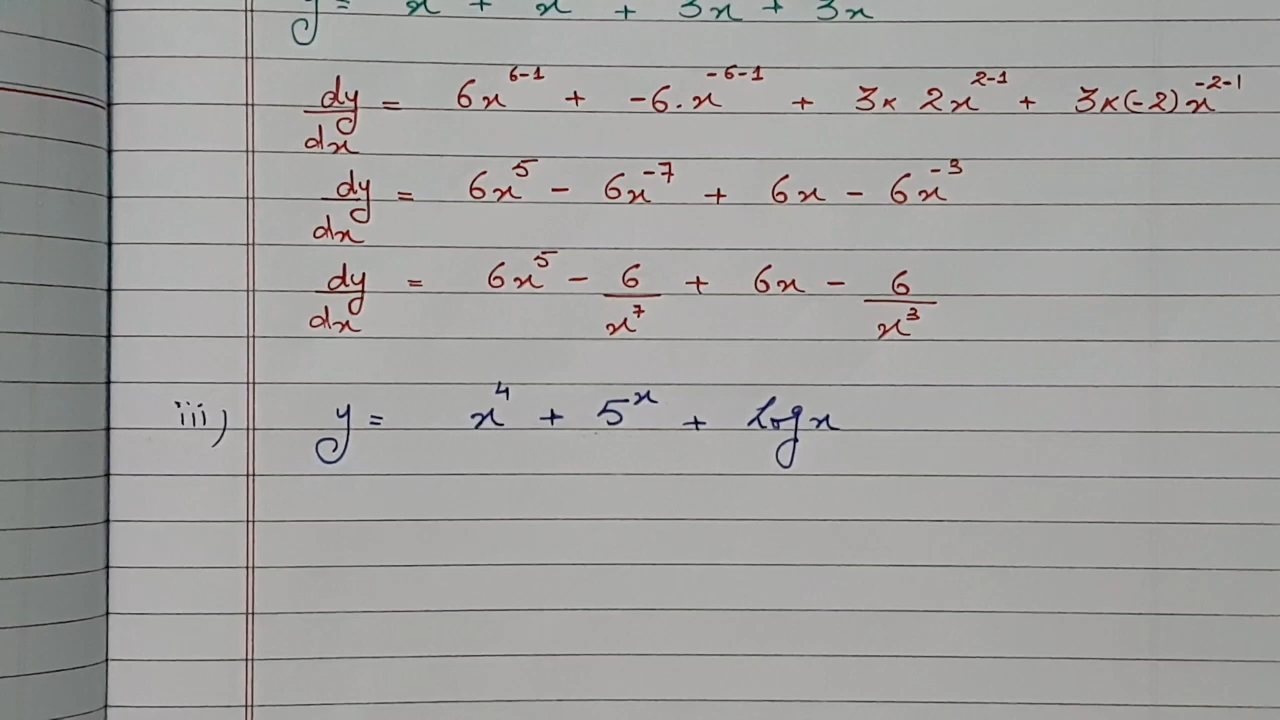 y = x + x + 3x + 3x
dy/dx = 6x^(6-1) + -6.x^(-6-1) + 3× 2x^(2-1) + 3×(-2)x^(-2-1)
dy/dx = 6x^5 - 6x^(-7) + 6x - 6x^(-3)
dy/dx = 6x^5 - 6/x^7 + 6x - 6/x^3
iii) y = x^4 + 5^x + log x